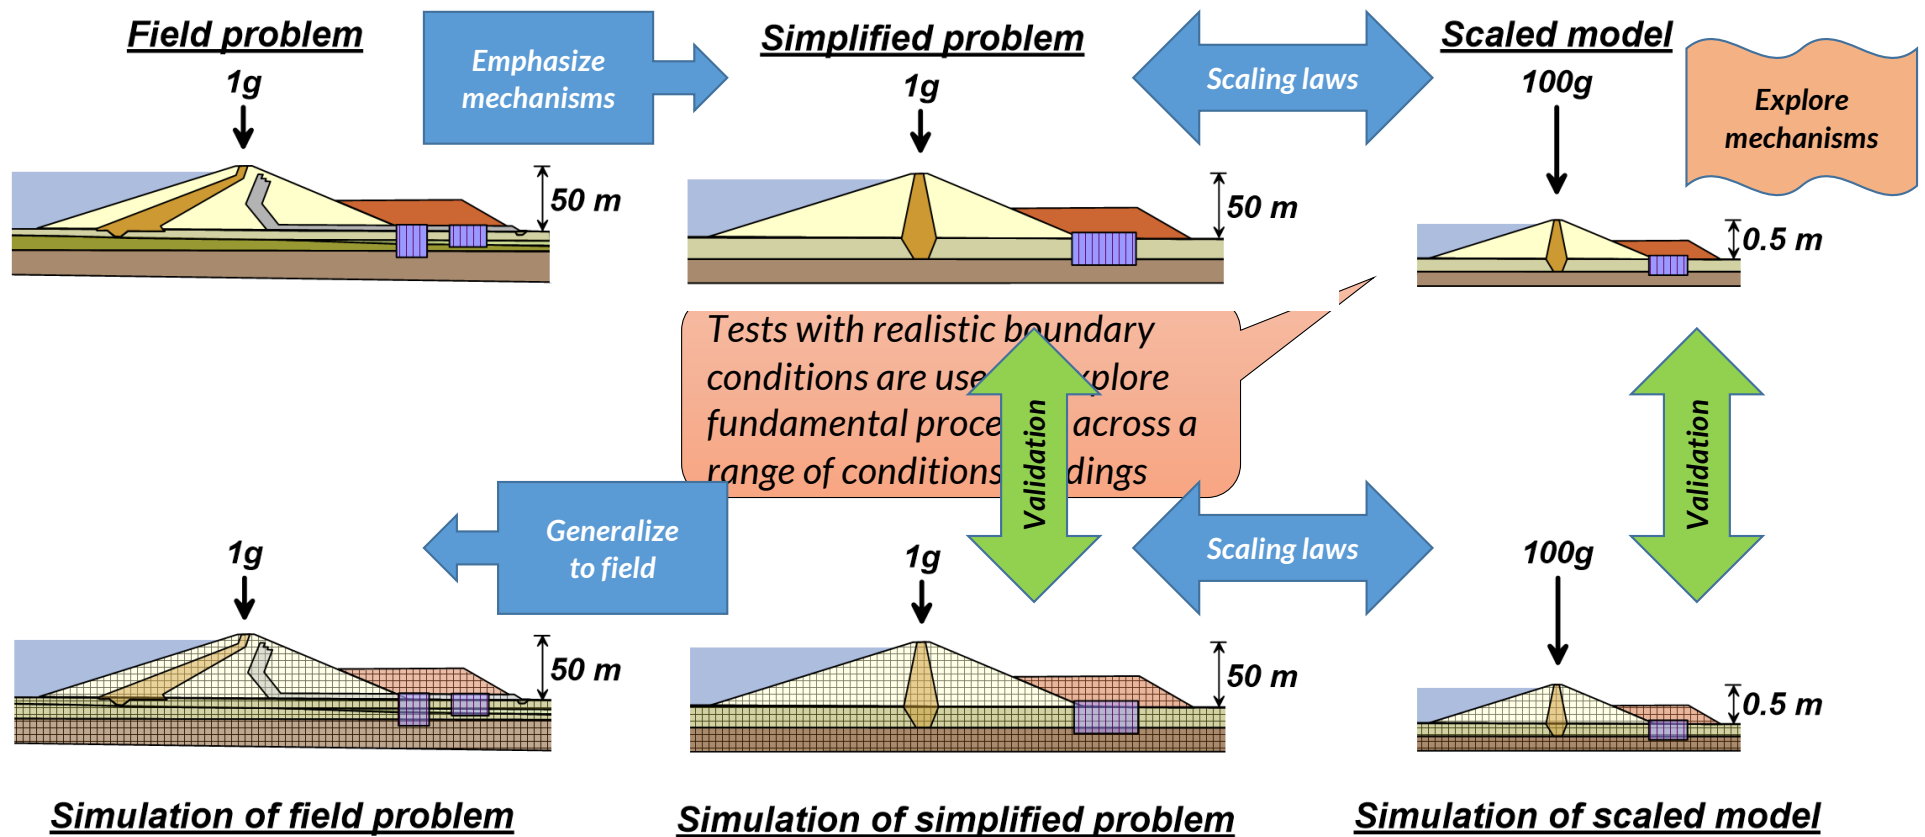 Field problem
1g
50 m
Emphasize
mechanisms
Simplified problem
1g
50 m
Scaling laws
Scaled model
100g
0.5 m
Explore
mechanisms
Tests with realistic boundary
conditions are use xplore
fundamental proce across a
range of conditions dings
Validation
Validation
Generalize
to field
Scaling laws
1g
50 m
1g
50 m
100g
0.5 m
Simulation of field problem
Simulation of simplified problem
Simulation of scaled model